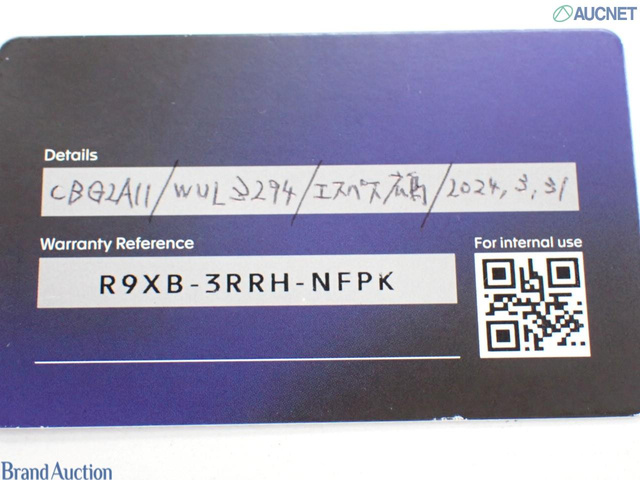 AUCNET
Details
CBG2A11/WUL3294/エスパス 広島/2024,3,31
Warranty Reference
For internal use
R9XB-3RRH-NFPK
Brand Auction